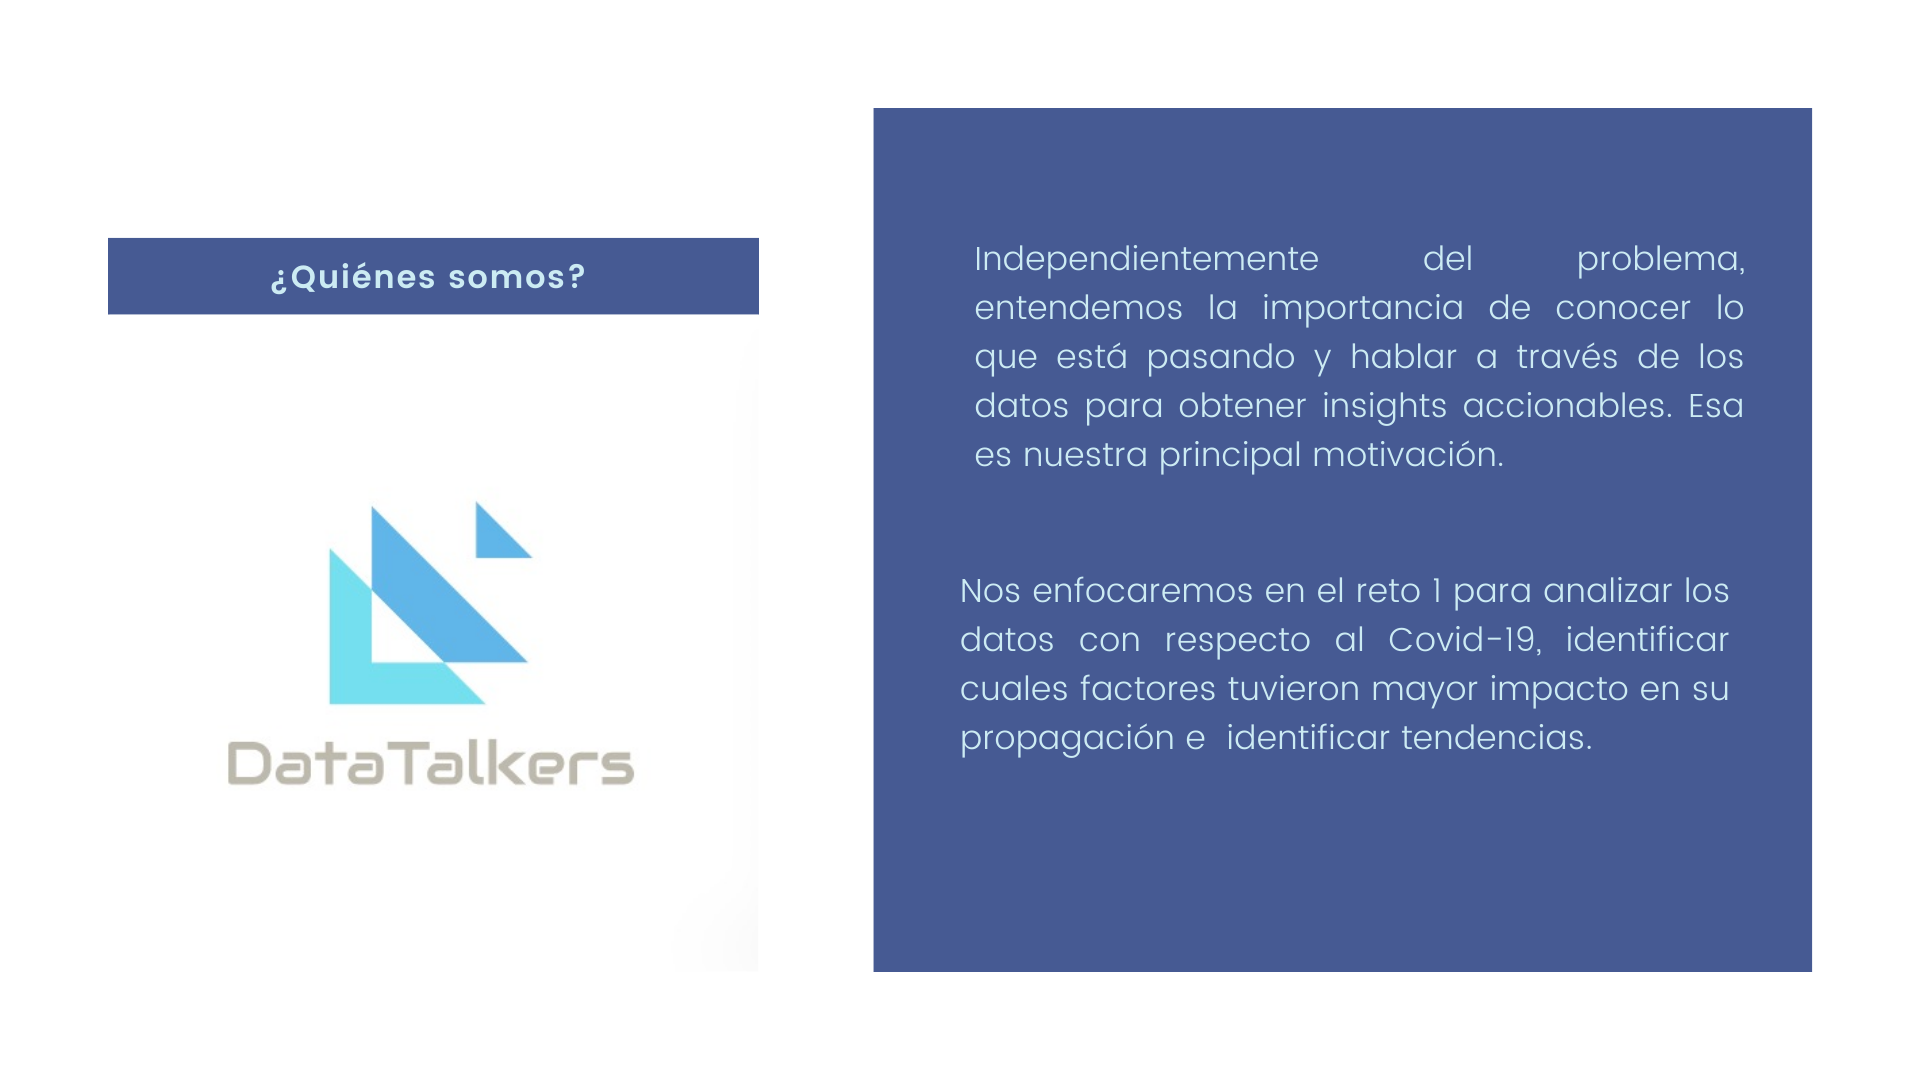 ¿Quiénes somos?
DataTalkers
Independientemente del problema,
entendemos la importancia de conocer lo
que está pasando y hablar a través de los
datos para obtener insights accionables. Esa
es nuestra principal motivación.
Nos enfocaremos en el reto 1 para analizar los
datos con respecto al Covid-19, identificar
cuales factores tuvieron mayor impacto en su
propagación e identificar tendencias.